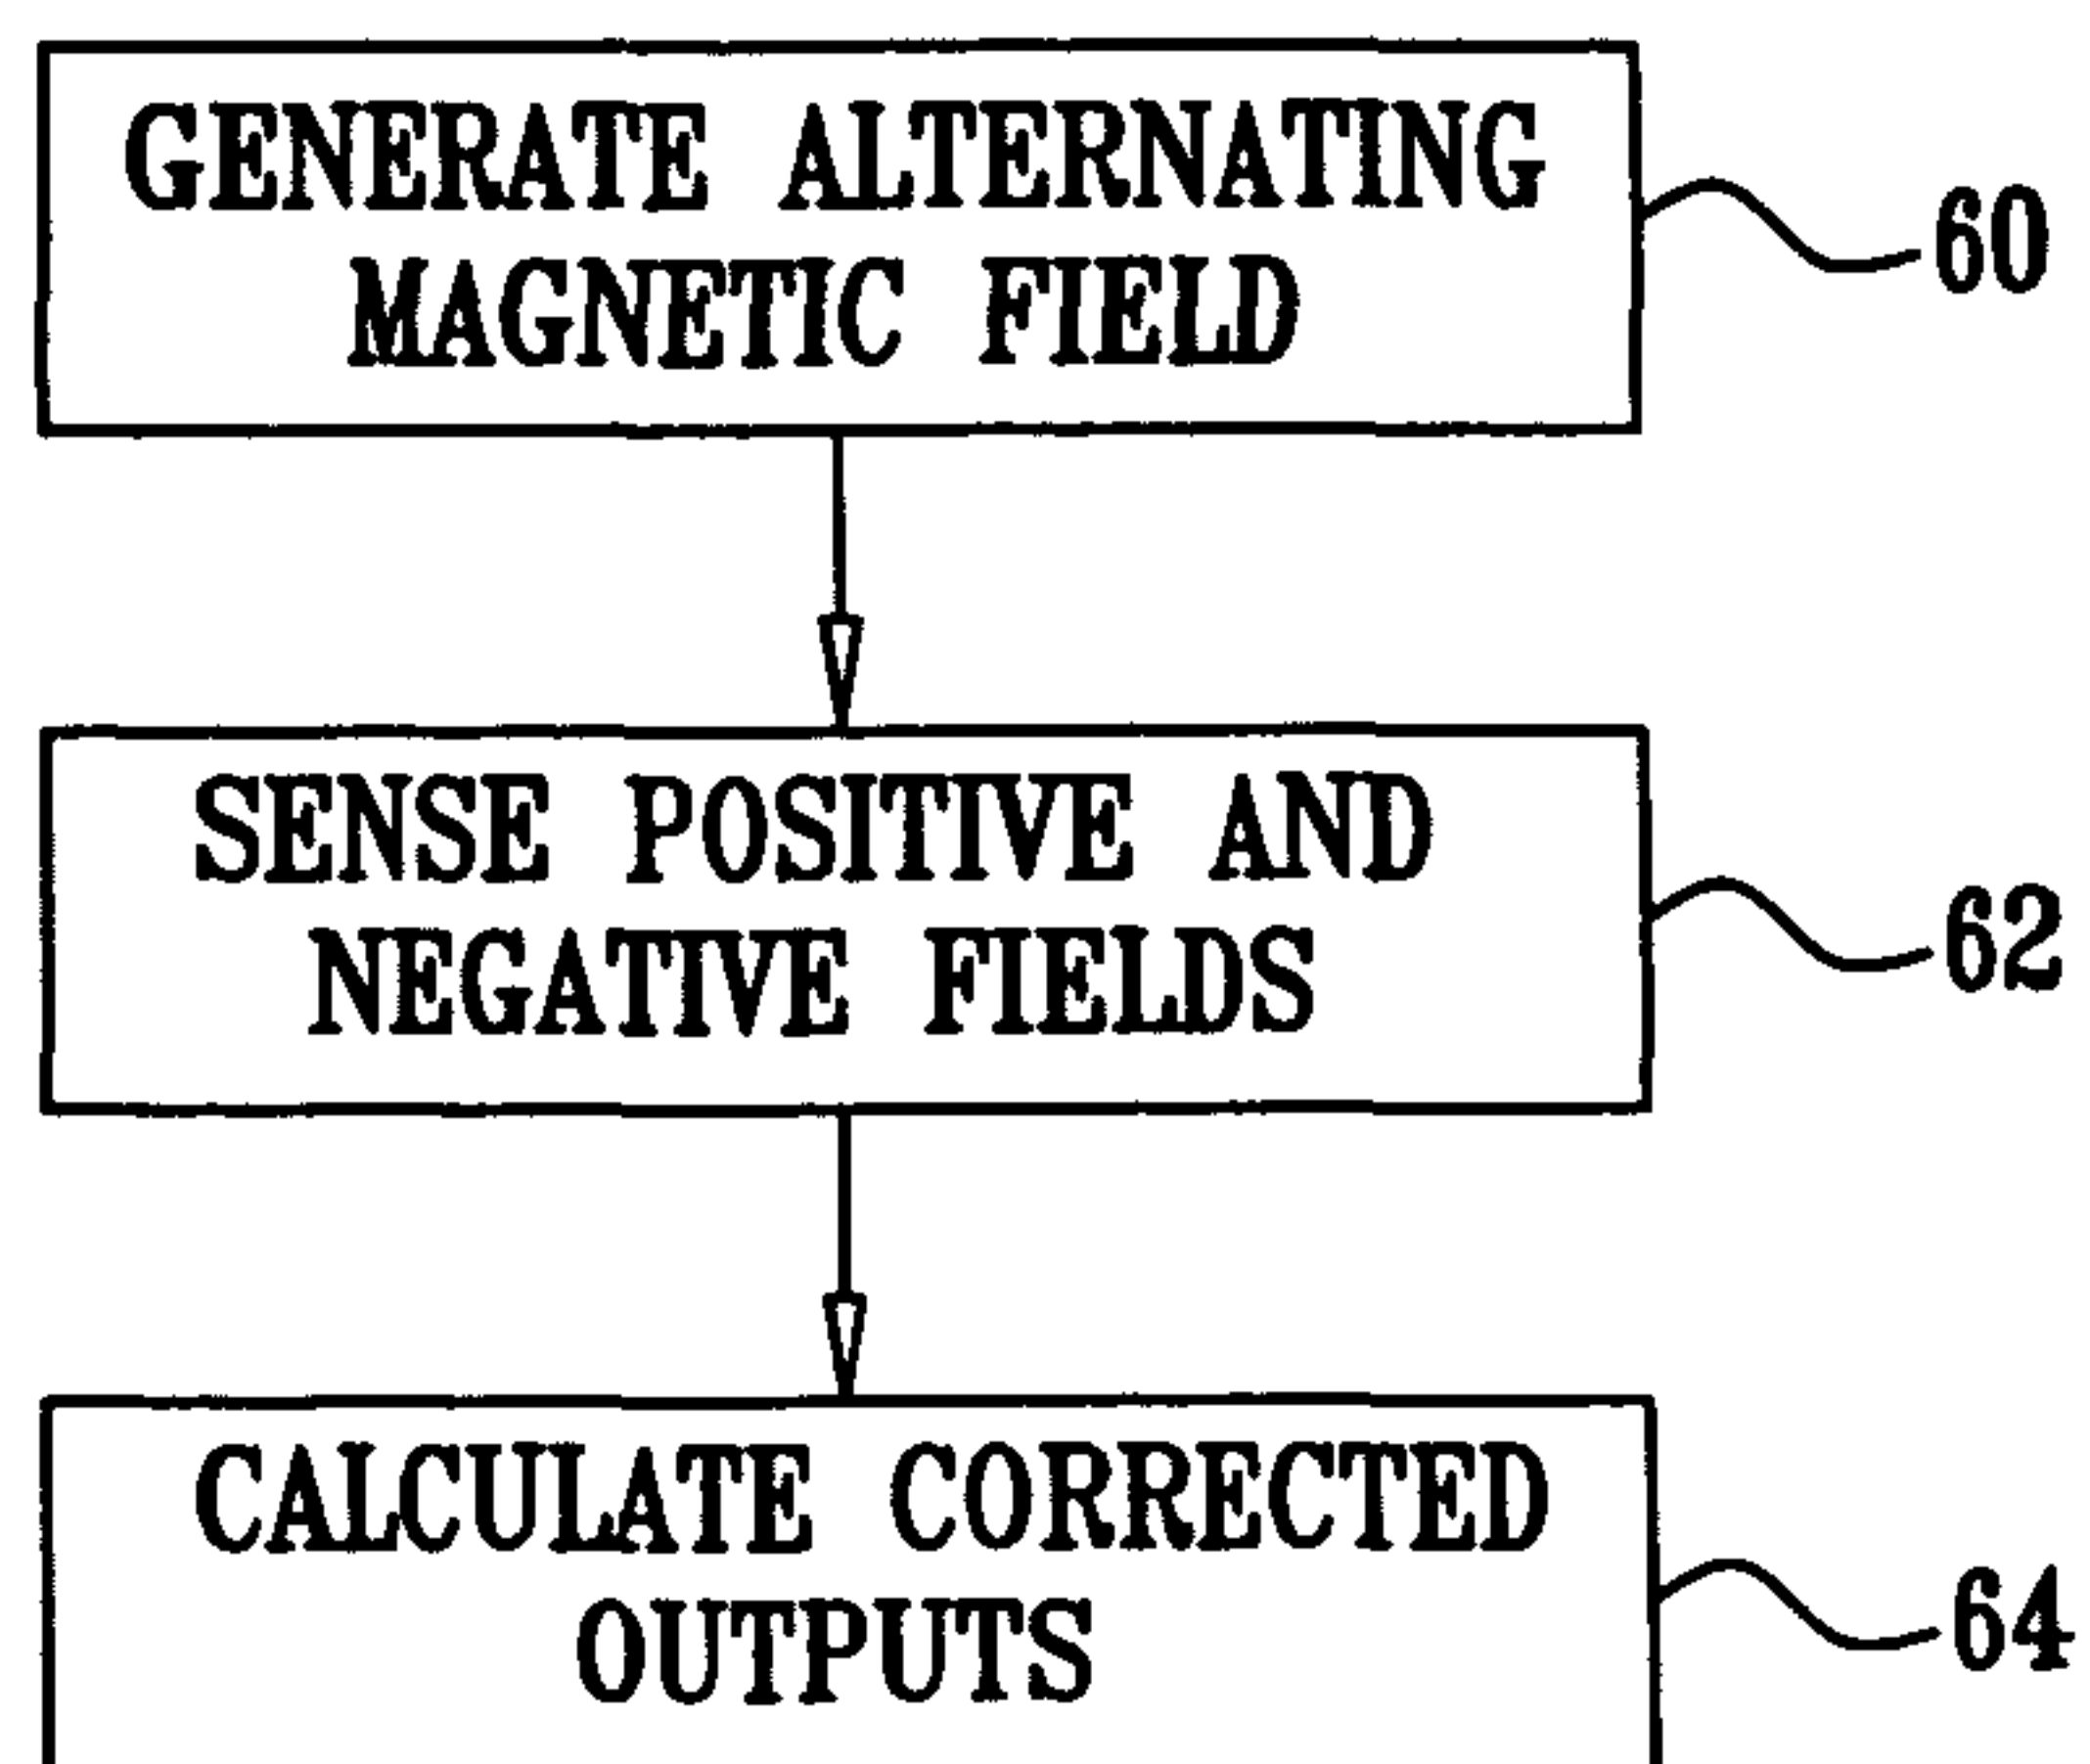 GENERATE ALTERNATING
MAGNETIC FIELD
60
SENSE POSITIVE AND
NEGATIVE FIELDS
62
CALCULATE CORRECTED
OUTPUTS
64